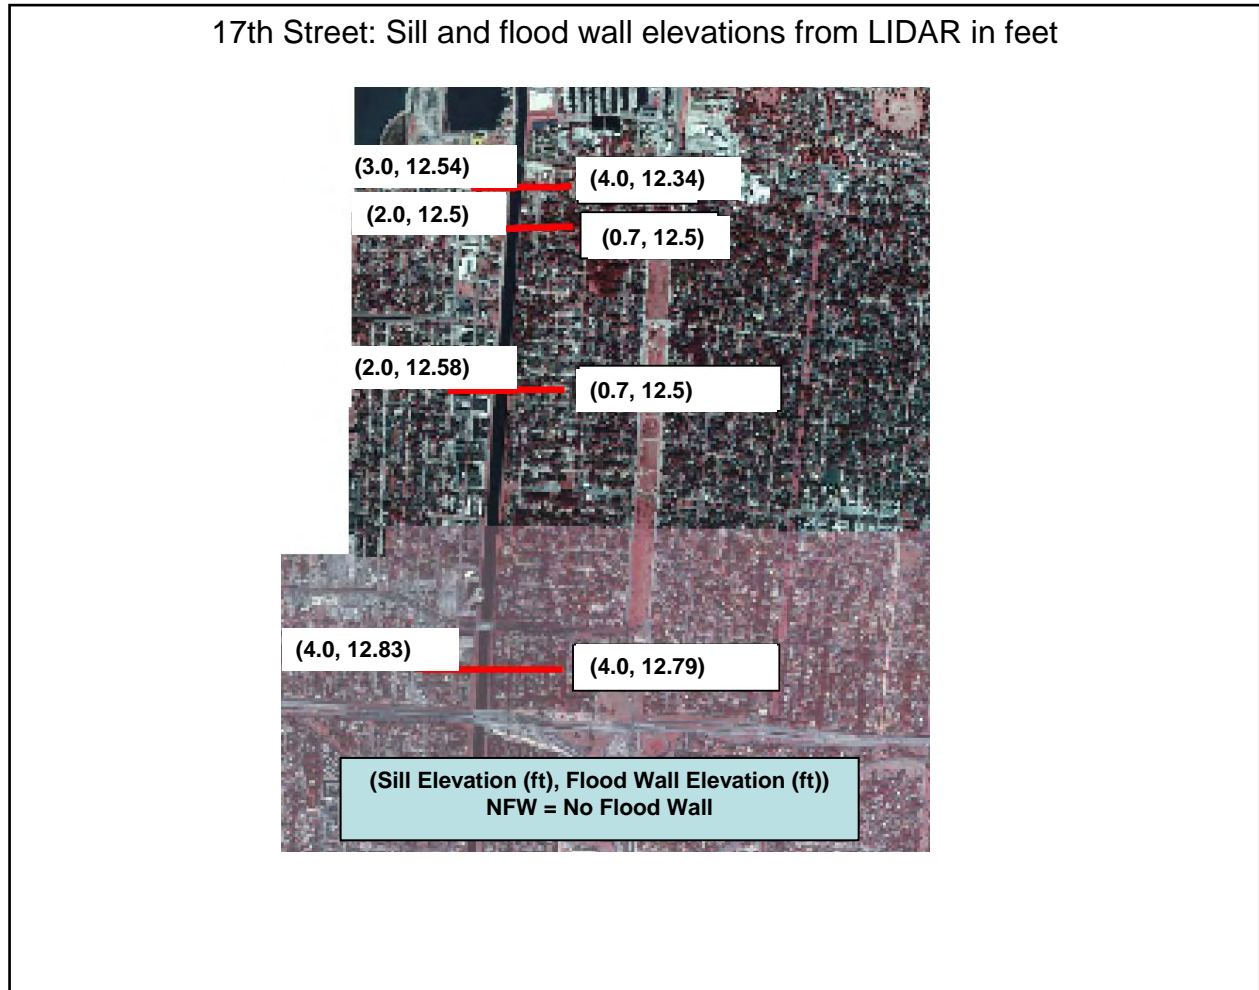 17th Street: Sill and flood wall elevations from LIDAR in feet
(3.0, 12.54)
(4.0, 12.34)
(2.0, 12.5)
(0.7, 12.5)
(2.0, 12.58)
(0.7, 12.5)
(4.0, 12.83)
(4.0, 12.79)
(Sill Elevation (ft), Flood Wall Elevation (ft))
NFW = No Flood Wall